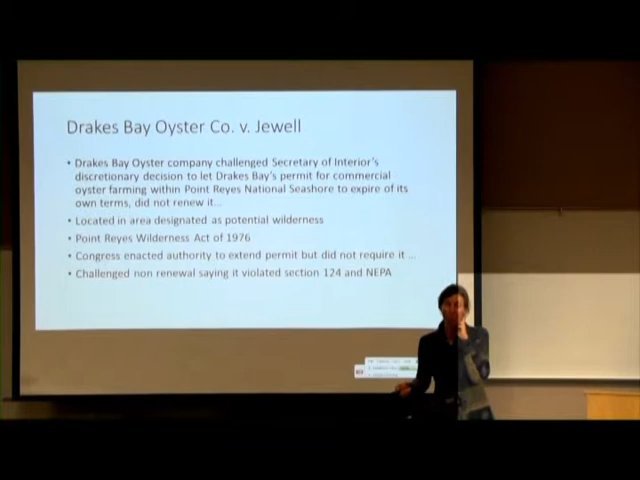 Drakes Bay Oyster Co. v. Jewell
• Drakes Bay Oyster company challenged Secretary of Interior's
discretionary decision to let Drakes Bay's permit for commercial
oyster farming within Point Reyes National Seashore to expire of its
own terms, did not renew it...
• Located in area designated as potential wilderness
• Point Reyes Wilderness Act of 1976
• Congress enacted authority to extend permit but did not require it ...
• Challenged non renewal saying it violated section 124 and NEPA